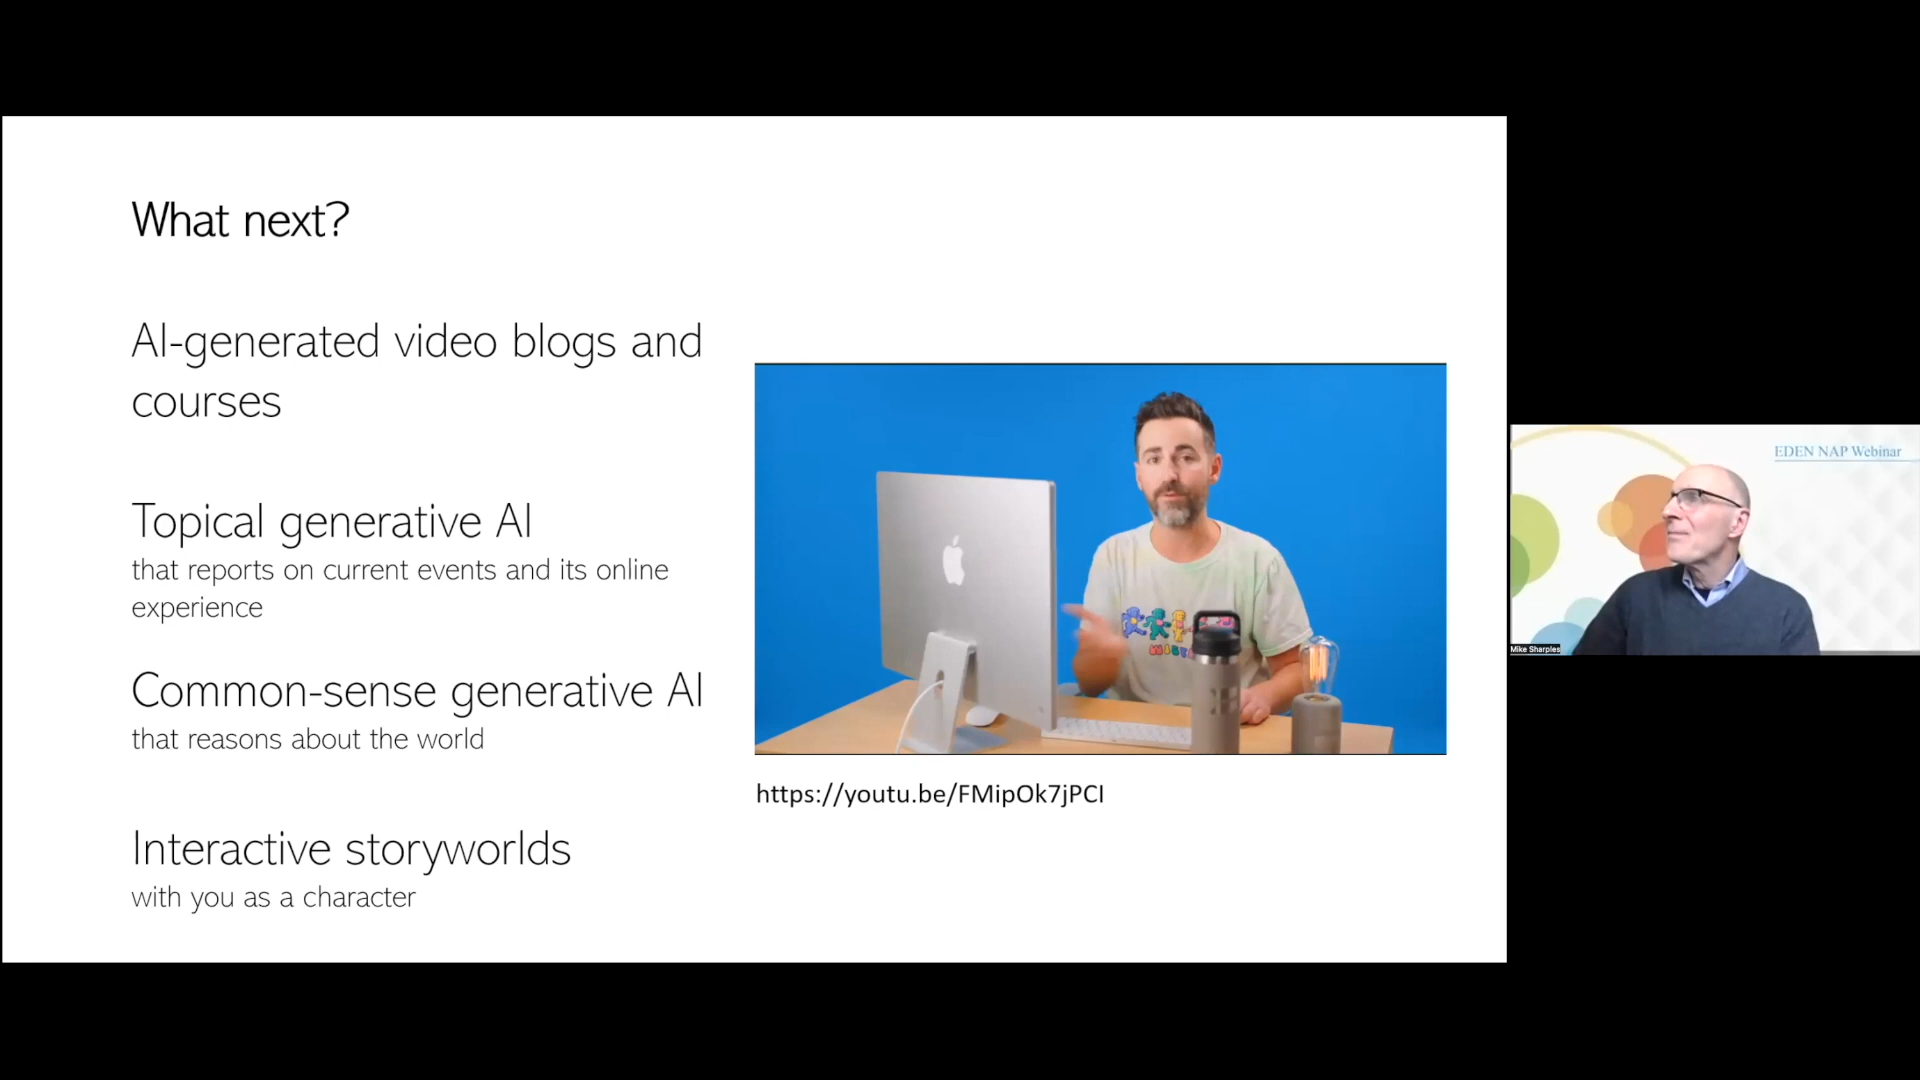 What next?
AI-generated video blogs and
courses
Topical generative AI
that reports on current events and its online
experience
Common-sense generative AI
that reasons about the world
Interactive storyworlds
with you as a character
https://youtu.be/FMipOk7jPCI
EDEN NAP Webinar
Mike Sharples